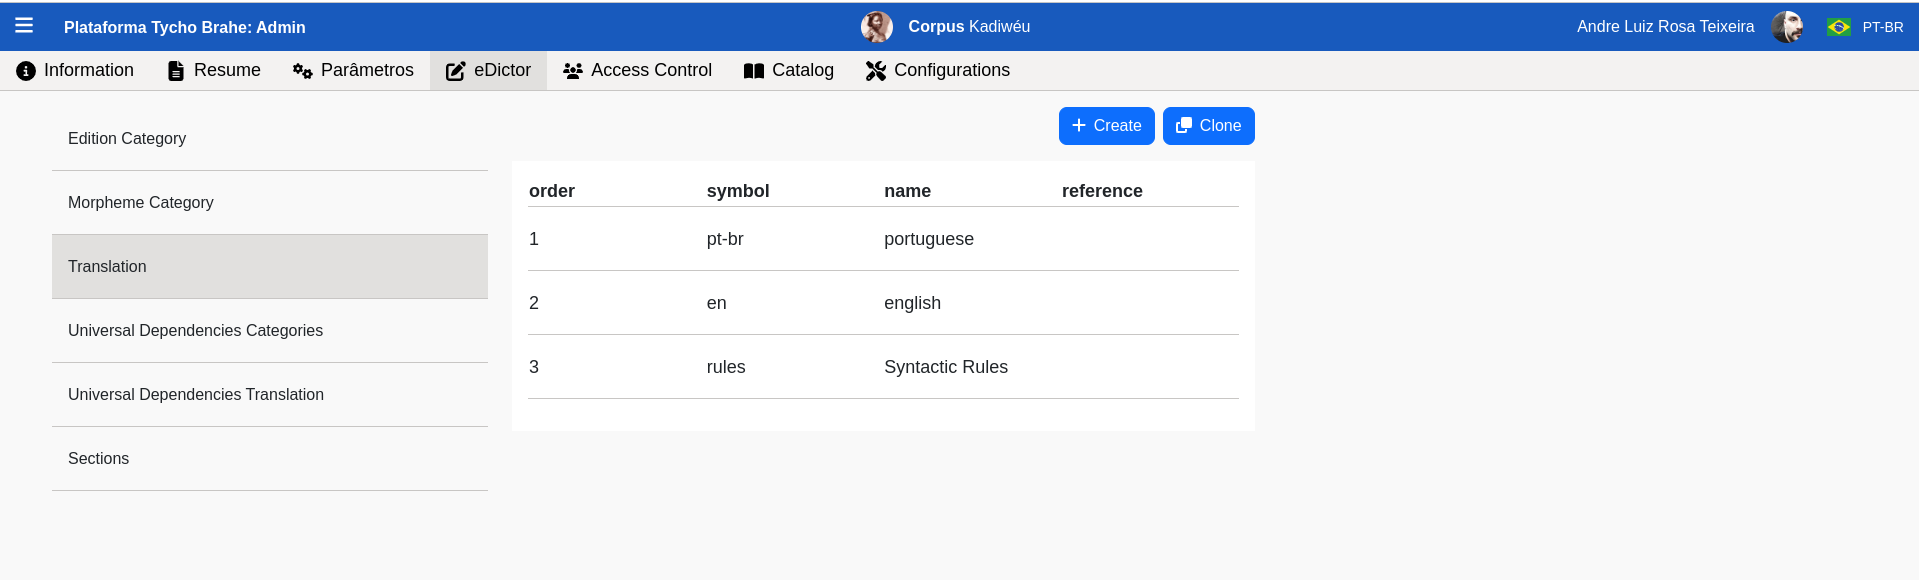 Plataforma Tycho Brahe: Admin Corpus Kadiwéu Andre Luiz Rosa Teixeira PT-BR
Information Resume Parâmetros eDictor Access Control Catalog Configurations
Create Clone
Edition Category
Morpheme Category
Translation
Universal Dependencies Categories
Universal Dependencies Translation
Sections
order symbol name reference
1 pt-br portuguese
2 en english
3 rules Syntactic Rules